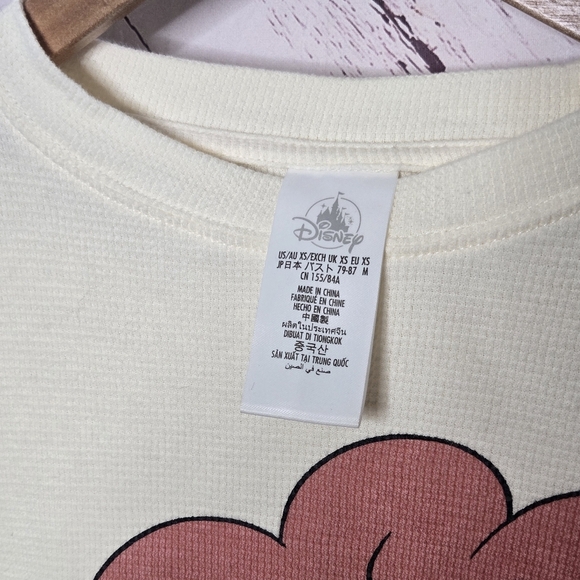 Disney
US/AU XS/EXCH UK XS EU XS
JP日本 バスト 79-87 M
CN 155/84A
MADE IN CHINA
FABRIQUÉ EN CHINE
HECHO EN CHINA
中國製
ผลิตในประเทศจีน
DIBUAT DI TIONGKOK
중국산
SẢN XUẤT TẠI TRUNG QUỐC
صنع في الصين